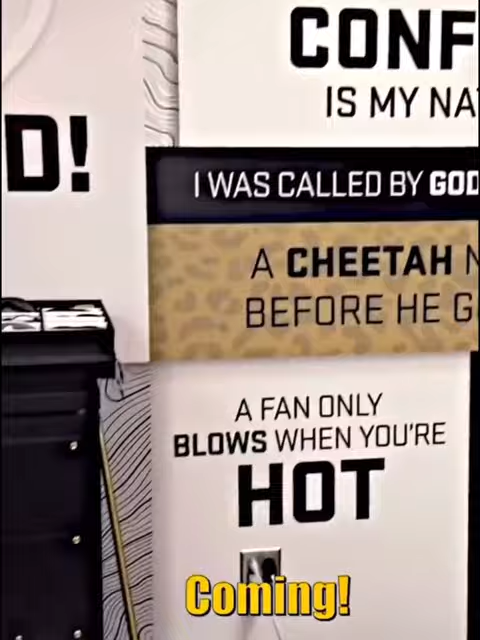 CONF
IS MY NA
D!
I WAS CALLED BY GOD
A CHEETAH N
BEFORE HE G
A FAN ONLY
BLOWS WHEN YOU'RE
HOT
Coming!